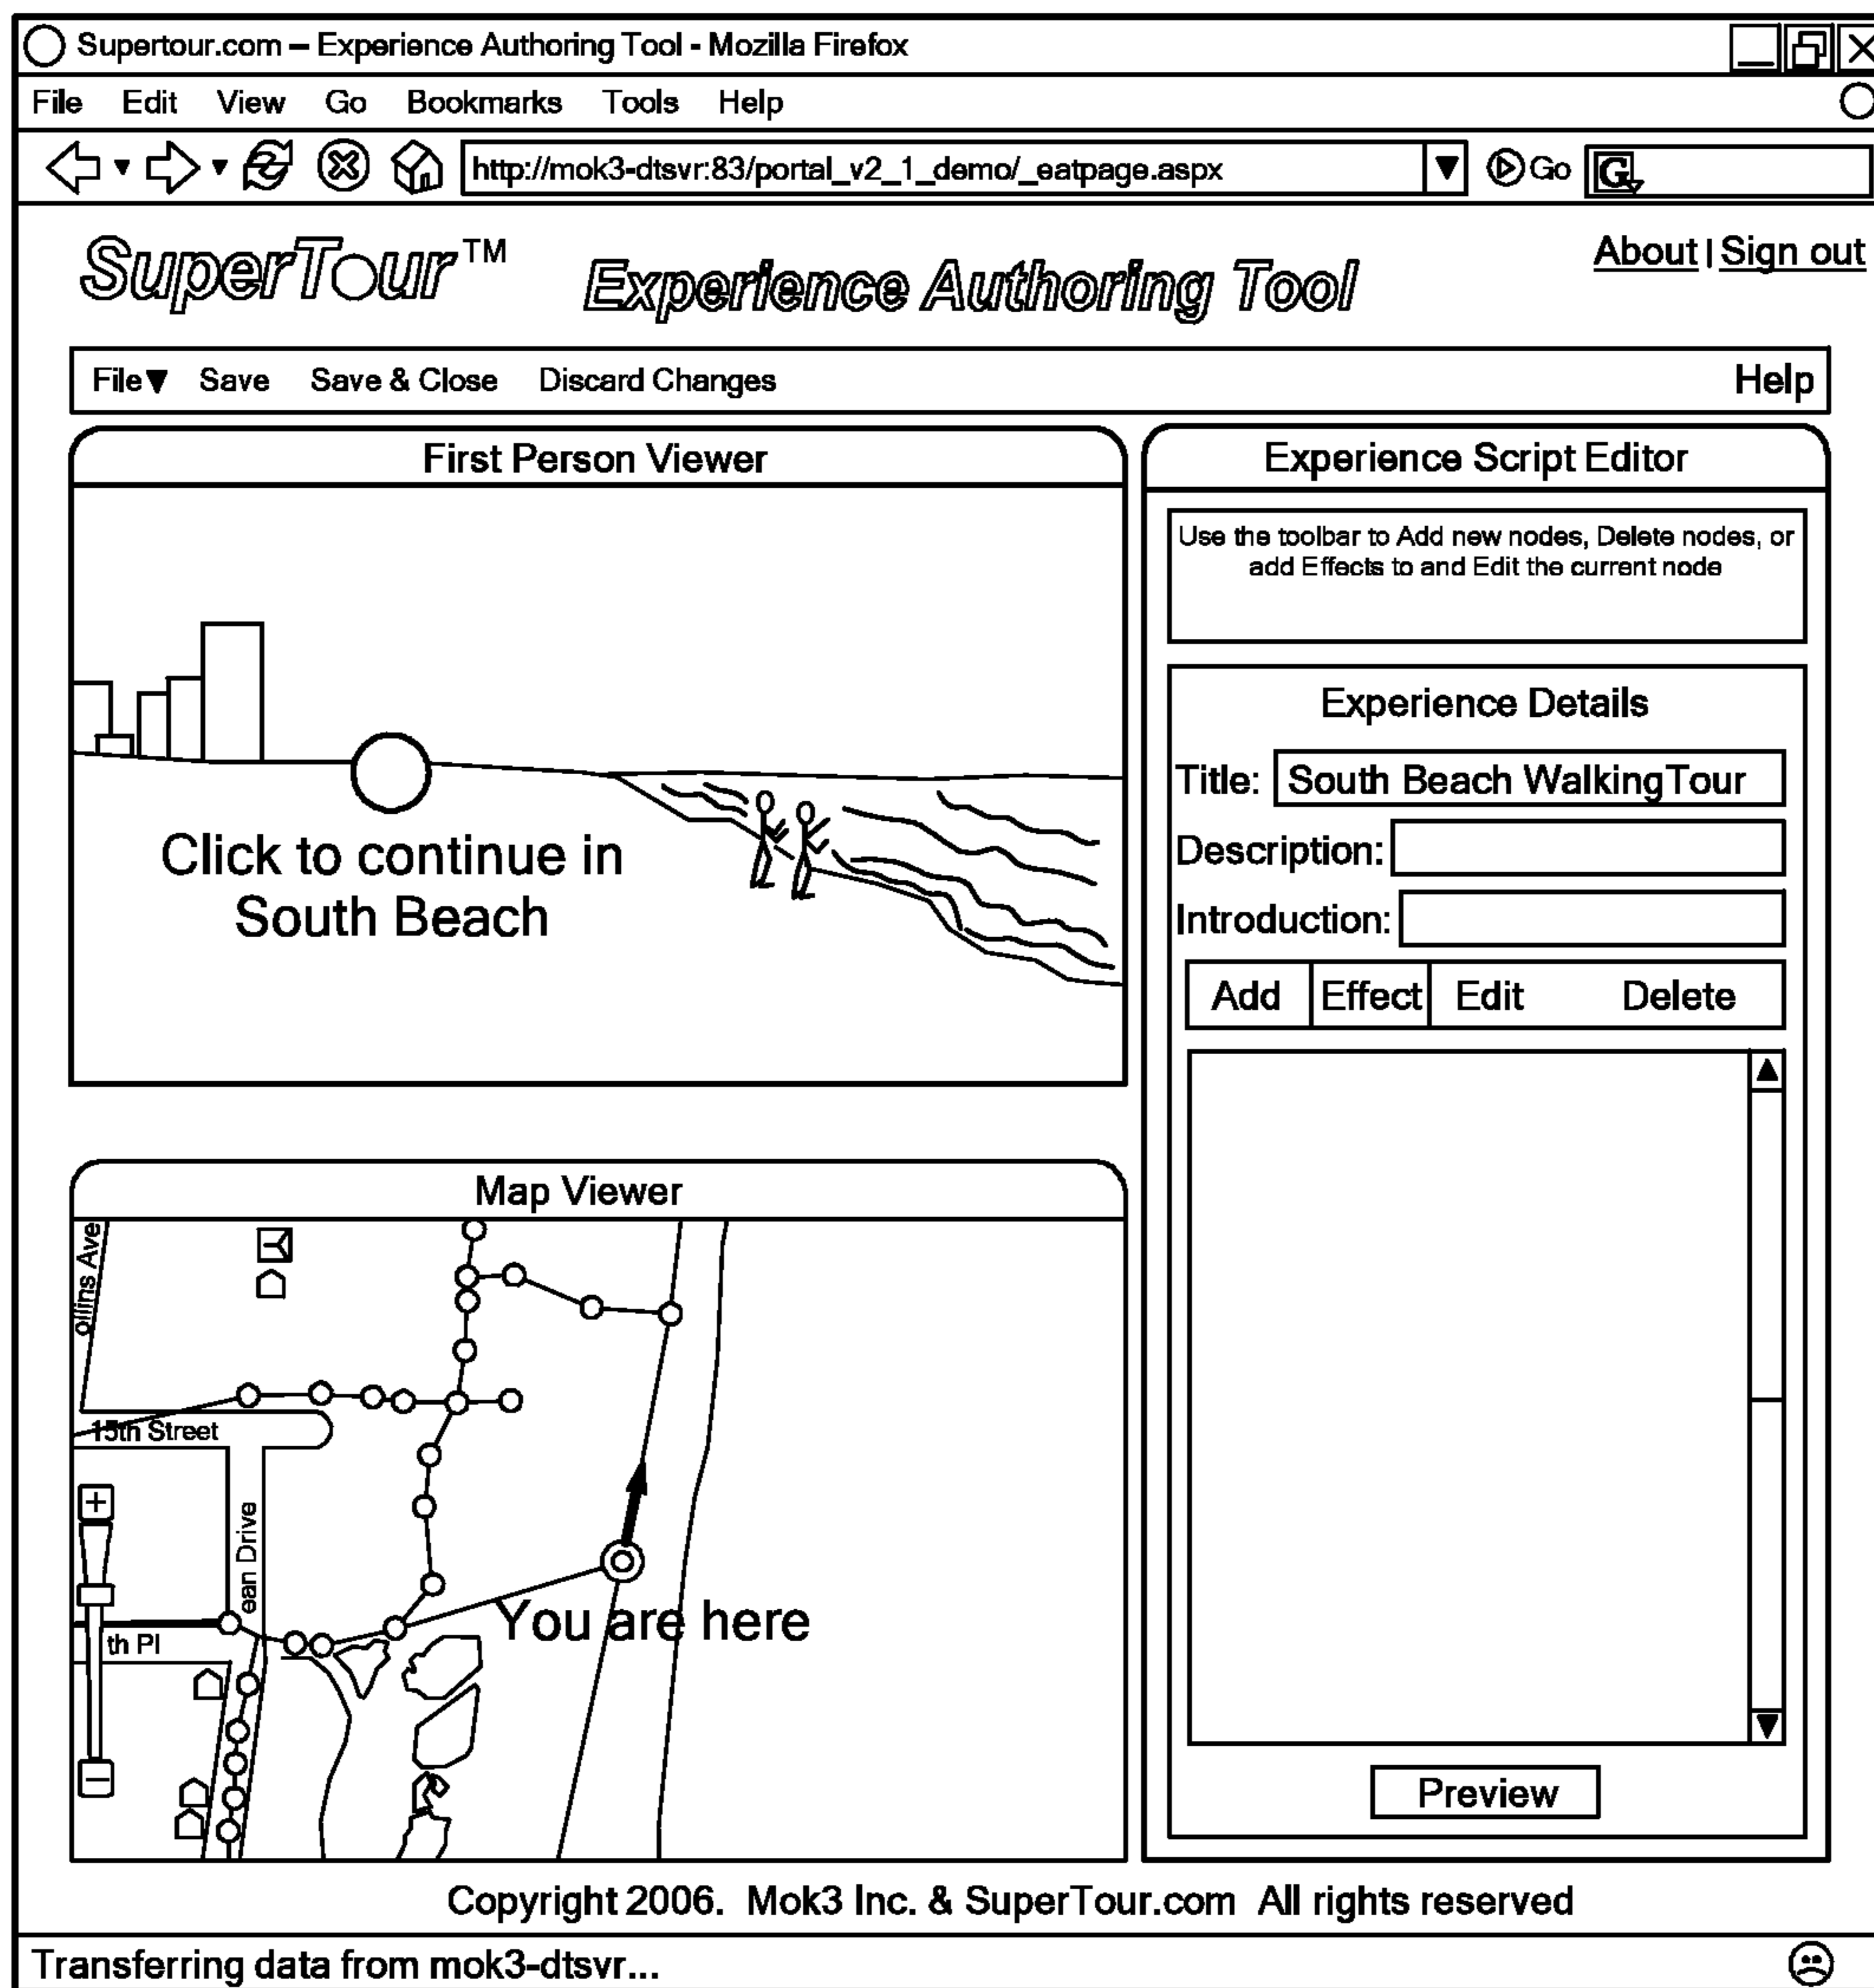 Supertour.com – Experience Authoring Tool - Mozilla Firefox
File Edit View Go Bookmarks Tools Help
http://mok3-dtsvr:83/portal_v2_1_demo/_eatpage.aspx Go G
SuperTour™ Experience Authoring Tool About | Sign out
File Save Save & Close Discard Changes Help
First Person Viewer
Click to continue in
South Beach
Experience Script Editor
Use the toolbar to Add new nodes, Delete nodes, or
add Effects to and Edit the current node
Experience Details
Title: South Beach WalkingTour
Description:
Introduction:
Add Effect Edit Delete
Preview
Map Viewer
ollins Ave
15th Street
ean Drive
th Pl
You are here
Copyright 2006. Mok3 Inc. & SuperTour.com All rights reserved
Transferring data from mok3-dtsvr...